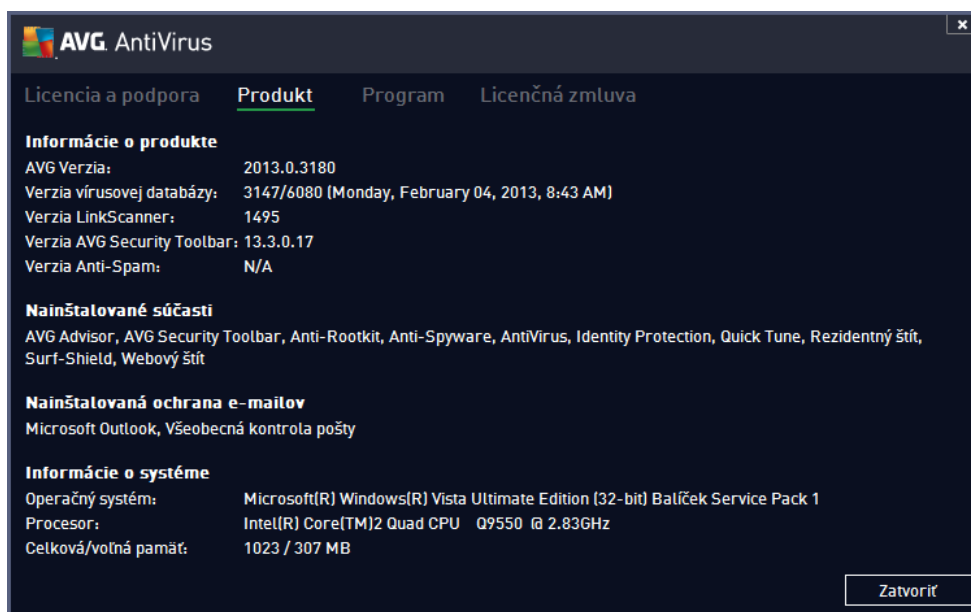 AVG. AntiVirus
Licencia a podpora Produkt Program Licenčná zmluva
Informácie o produkte
AVG Verzia: 2013.0.3180
Verzia vírusovej databázy: 3147/6080 (Monday, February 04, 2013, 8:43 AM)
Verzia LinkScanner: 1495
Verzia AVG Security Toolbar: 13.3.0.17
Verzia Anti-Spam: N/A
Nainštalované súčasti
AVG Advisor, AVG Security Toolbar, Anti-Rootkit, Anti-Spyware, AntiVirus, Identity Protection, Quick Tune, Rezidentný štít,
Surf-Shield, Webový štít
Nainštalovaná ochrana e-mailov
Microsoft Outlook, Všeobecná kontrola pošty
Informácie o systéme
Operačný systém: Microsoft(R) Windows(R) Vista Ultimate Edition (32-bit) Balíček Service Pack 1
Procesor: Intel(R) Core(TM)2 Quad CPU Q9550 @ 2.83GHz
Celková/voľná pamäť: 1023 / 307 MB
Zatvoriť